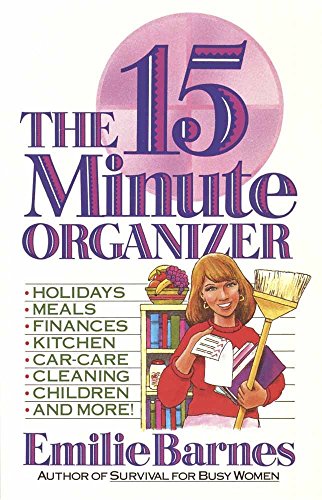 THE 15
Minute
ORGANIZER
• HOLIDAYS
• MEALS
• FINANCES
• KITCHEN
• CAR-CARE
• CLEANING
• CHILDREN
• AND MORE!
Emilie Barnes
AUTHOR OF SURVIVAL FOR BUSY WOMEN